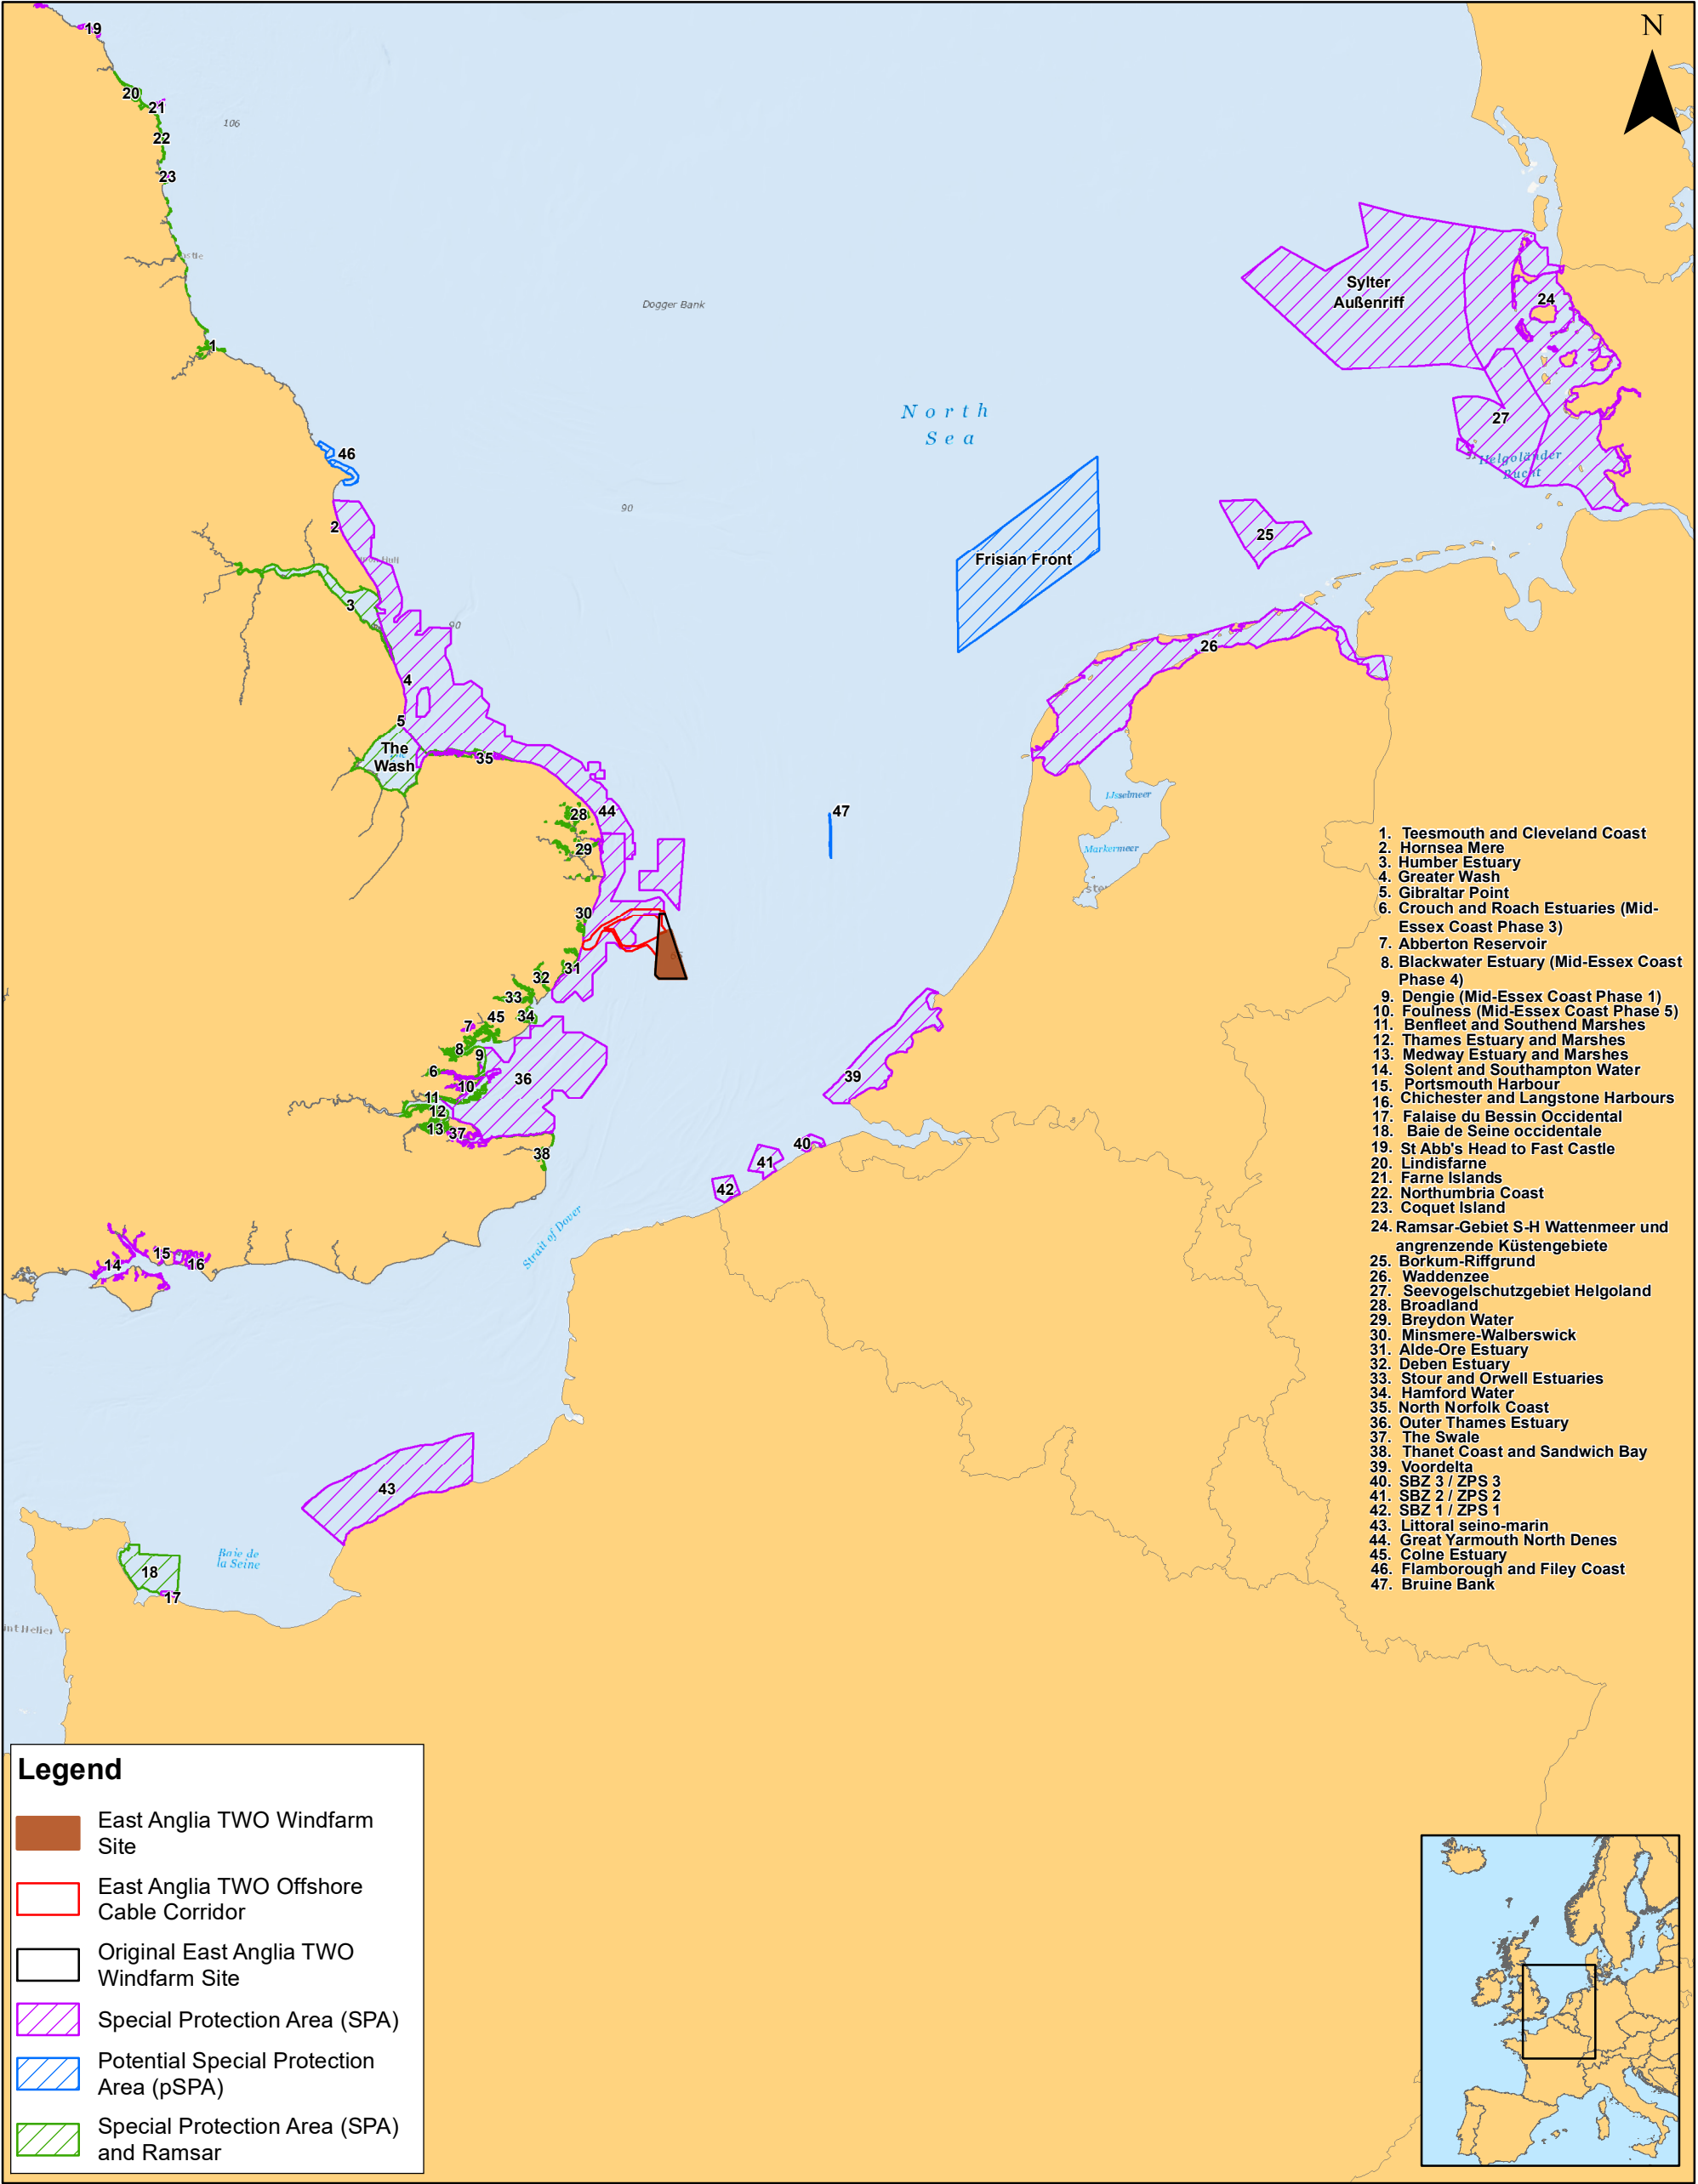 N
19
20
21
106
22
23
stle
1
Dogger Bank
Sylter
Außenriff
24
North
Sea
27
Helgoländer
Bucht
46
2
90
25
Frisian Front
3
90
26
4
5
The
Wash
35
IJsselmeer
Markermeer
ster
28
44
47
29
30
31
32
33
34
45
7
8
9
6
10
36
11
12
13
37
38
39
40
41
42
Strait of Dover
14
15
16
43
Baie de
la Seine
18
17
int Helier
1. Teesmouth and Cleveland Coast
2. Hornsea Mere
3. Humber Estuary
4. Greater Wash
5. Gibraltar Point
6. Crouch and Roach Estuaries (Mid-
Essex Coast Phase 3)
7. Abberton Reservoir
8. Blackwater Estuary (Mid-Essex Coast
Phase 4)
9. Dengie (Mid-Essex Coast Phase 1)
10. Foulness (Mid-Essex Coast Phase 5)
11. Benfleet and Southend Marshes
12. Thames Estuary and Marshes
13. Medway Estuary and Marshes
14. Solent and Southampton Water
15. Portsmouth Harbour
16. Chichester and Langstone Harbours
17. Falaise du Bessin Occidental
18. Baie de Seine occidentale
19. St Abb's Head to Fast Castle
20. Lindisfarne
21. Farne Islands
22. Northumbria Coast
23. Coquet Island
24. Ramsar-Gebiet S-H Wattenmeer und
angrenzende Küstengebiete
25. Borkum-Riffgrund
26. Waddenzee
27. Seevogelschutzgebiet Helgoland
28. Broadland
29. Breydon Water
30. Minsmere-Walberswick
31. Alde-Ore Estuary
32. Deben Estuary
33. Stour and Orwell Estuaries
34. Hamford Water
35. North Norfolk Coast
36. Outer Thames Estuary
37. The Swale
38. Thanet Coast and Sandwich Bay
39. Voordelta
40. SBZ 3 / ZPS 3
41. SBZ 2 / ZPS 2
42. SBZ 1 / ZPS 1
43. Littoral seino-marin
44. Great Yarmouth North Denes
45. Colne Estuary
46. Flamborough and Filey Coast
47. Bruine Bank
Legend
East Anglia TWO Windfarm
Site
East Anglia TWO Offshore
Cable Corridor
Original East Anglia TWO
Windfarm Site
Special Protection Area (SPA)
Potential Special Protection
Area (pSPA)
Special Protection Area (SPA)
and Ramsar